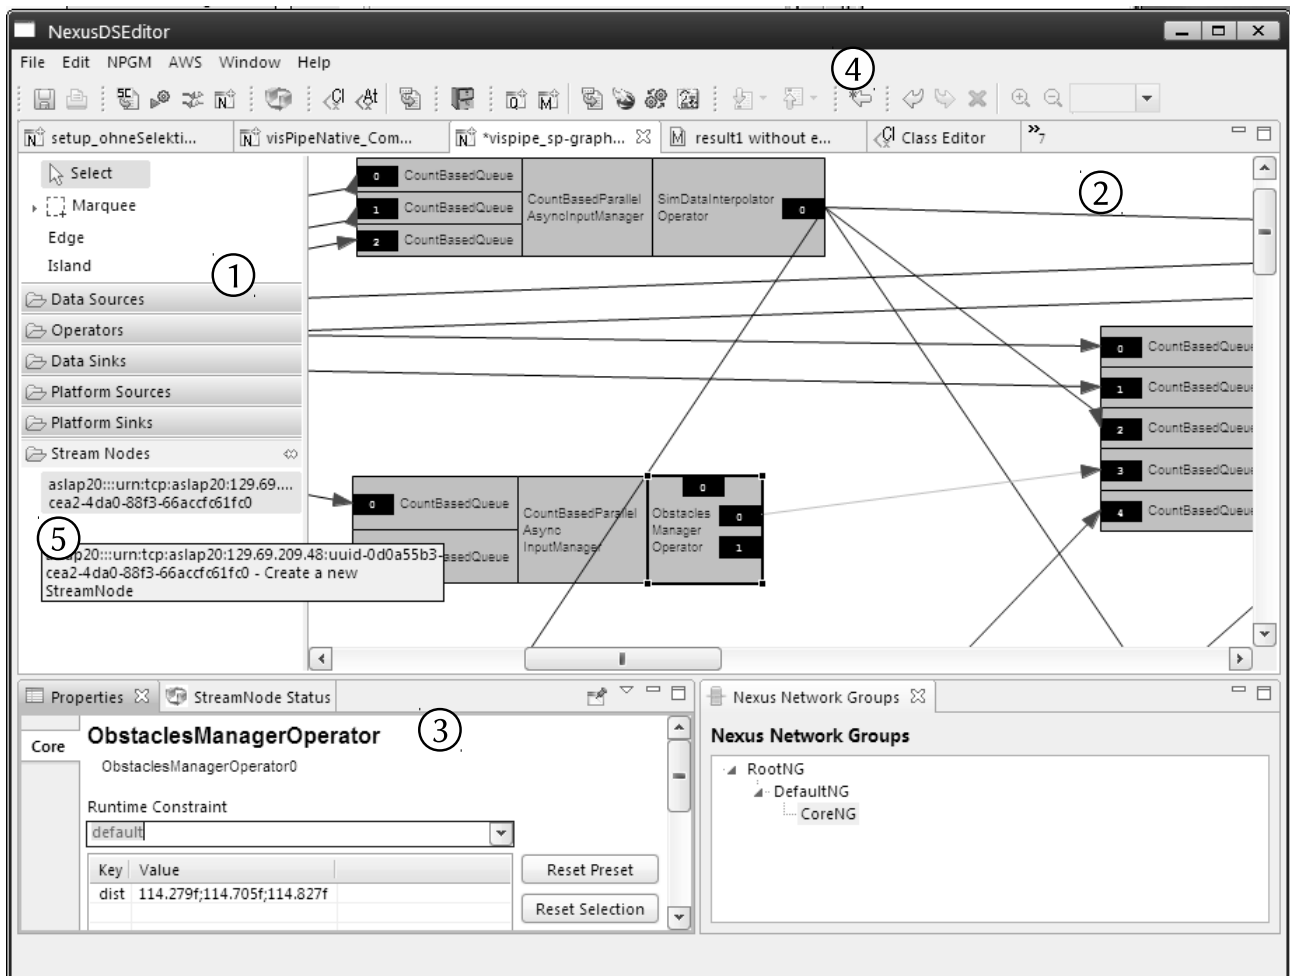 NexusDSEditor
File Edit NPGM AWS Window Help
④
setup_ohneSelekti...
visPipeNative_Com...
*vispipe_sp-graph...
result1 without e...
Class Editor
»7
Select
Marquee
Edge
Island
①
Data Sources
Operators
Data Sinks
Platform Sources
Platform Sinks
Stream Nodes
aslap20:::urn:tcp:aslap20:129.69....
cea2-4da0-88f3-66accfc61fc0
⑤
ap20:::urn:tcp:aslap20:129.69.209.48:uuid-0d0a55b3-
cea2-4da0-88f3-66accfc61fc0 - Create a new
StreamNode
0 CountBasedQueue
1 CountBasedQueue
2 CountBasedQueue
CountBasedParallel
AsyncInputManager
SimDataInterpolator
Operator
0
②
0 CountBasedQueue
1 CountBasedQueue
2 CountBasedQueue
3 CountBasedQueue
4 CountBasedQueue
0 CountBasedQueue
asedQueue
CountBasedParallel
Async
InputManager
0
Obstacles
Manager
Operator
0
1
Properties
StreamNode Status
③
Core
ObstaclesManagerOperator
ObstaclesManagerOperator0
Runtime Constraint
default
Key Value
dist 114.279f;114.705f;114.827f
Reset Preset
Reset Selection
Nexus Network Groups
Nexus Network Groups
RootNG
DefaultNG
CoreNG